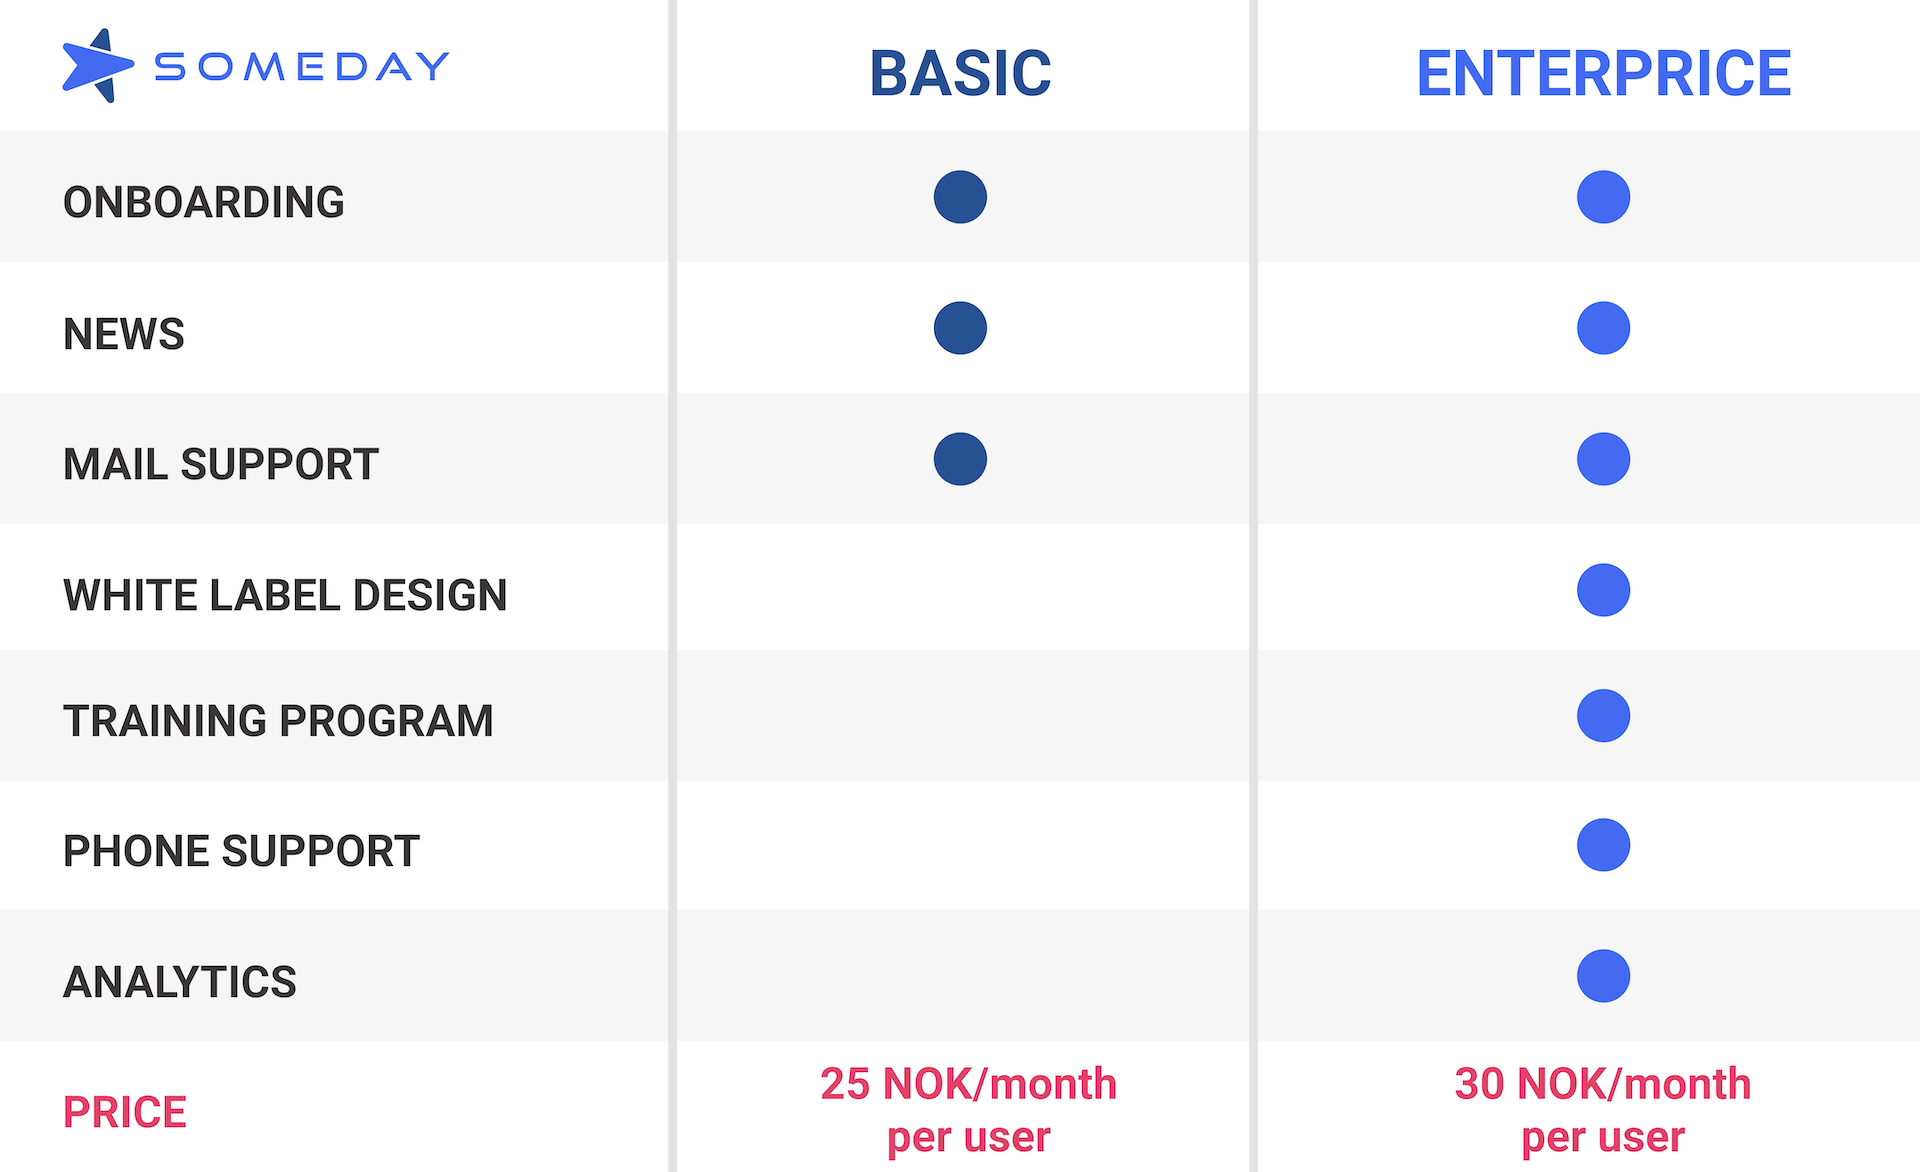 SOMEDAY
BASIC
ENTERPRICE
ONBOARDING
NEWS
MAIL SUPPORT
WHITE LABEL DESIGN
TRAINING PROGRAM
PHONE SUPPORT
ANALYTICS
PRICE
25 NOK/month
per user
30 NOK/month
per user